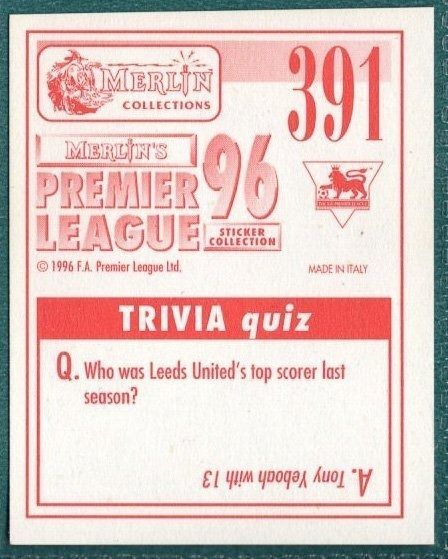 MERLIN
COLLECTIONS
391
MERLIN'S
PREMIER
LEAGUE
96
STICKER
COLLECTION
© 1996 F.A. Premier League Ltd.
MADE IN ITALY
TRIVIA quiz
Q. Who was Leeds United's top scorer last
season?
A. Tony Yeboah with 13